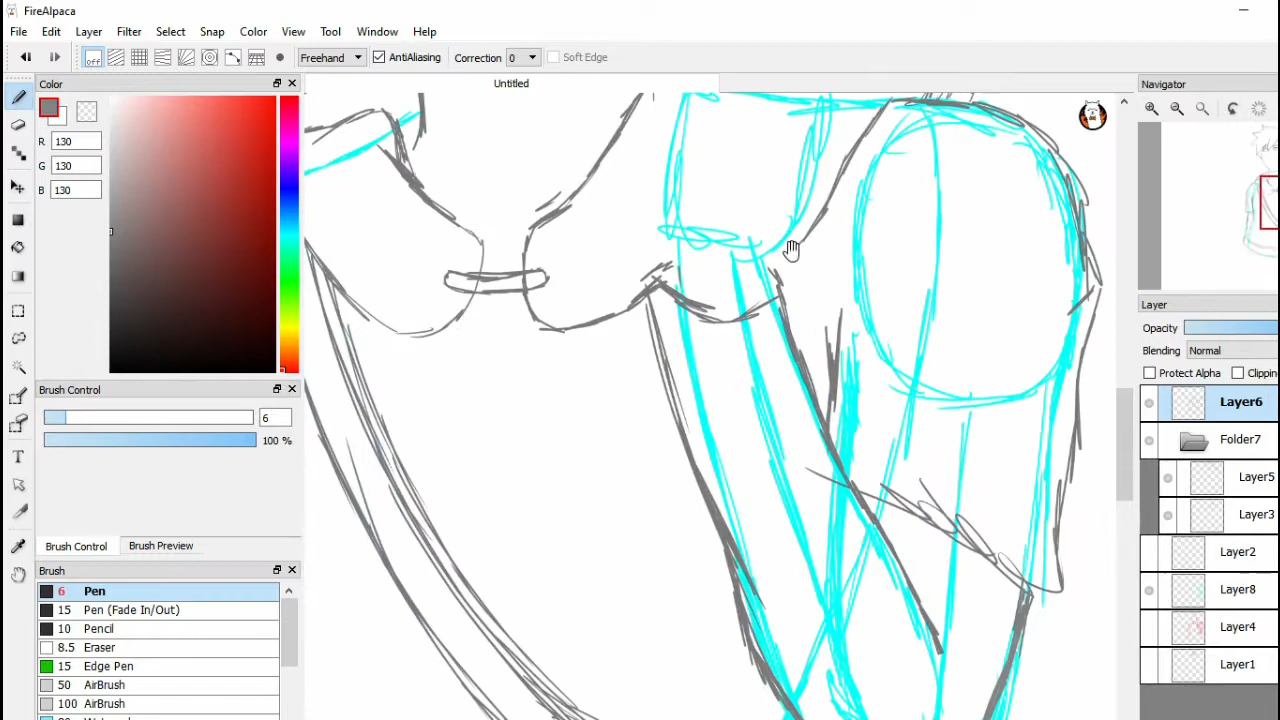 FireAlpaca
File Edit Layer Filter Select Snap Color View Tool Window Help
off Freehand AntiAliasing Correction 0 Soft Edge
Color
Untitled
Navigator
R 130
G 130
B 130
Layer
Opacity
Blending Normal
Protect Alpha Clipping
Brush Control
6
100 %
Layer6
Folder7
Layer5
Layer3
Layer2
Layer8
Layer4
Layer1
Brush Control Brush Preview
Brush
6 Pen
15 Pen (Fade In/Out)
10 Pencil
8.5 Eraser
15 Edge Pen
50 AirBrush
100 AirBrush